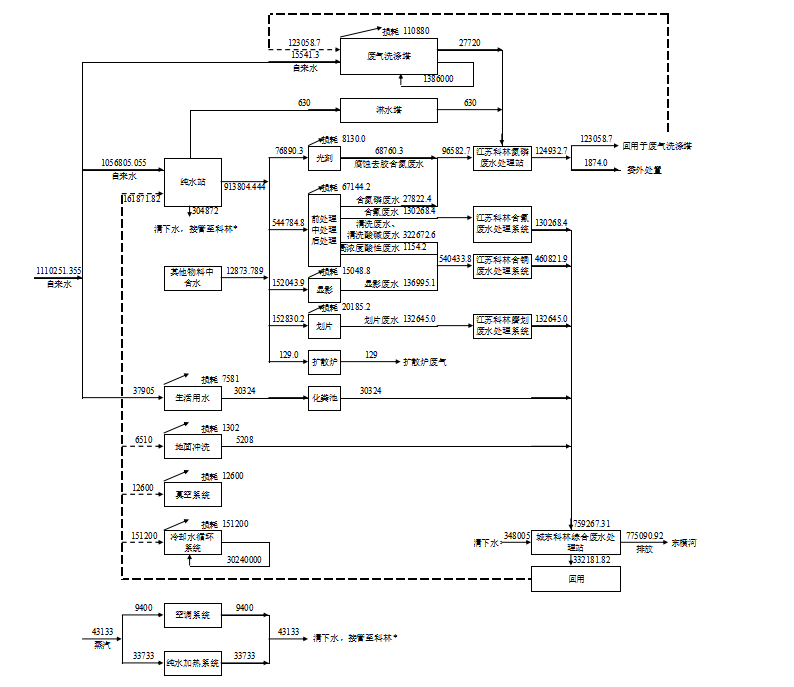 损耗 110880
123058.7
27720
废气洗涤塔
15541.3
自来水
1386000
630
淋水塔
630
损耗 8130.0
76890.3
光刻
68760.3
腐蚀去胶含氮废水
96582.7
江苏科林氮磷
废水处理站
124932.7
123058.7
回用于废气洗涤塔
1874.0
委外处置
1056805.055
自来水
纯水站
161871.82
913804.444
304872
清下水，接管至科林*
损耗 67144.2
544784.8
前处理
中处理
后处理
含氮磷废水 27822.4
含氟废水 130268.4
清洗废水、
清洗酸碱废水 322672.6
高浓度酸性废水 1154.2
江苏科林含氟
废水处理系统
130268.4
540433.8
江苏科林含铬
废水处理系统
460821.9
1110251.355
自来水
其他物料中
含水
12873.789
损耗 15048.8
152043.9
显影
显影废水 136995.1
损耗 20185.2
152830.2
划片
划片废水 132645.0
废水处理系统
132645.0
129.0
扩散炉
129
扩散炉废气
损耗 7581
37905
生活用水
30324
化粪池
30324
损耗 1302
6510
地面冲洗
5208
损耗 12600
12600
真空系统
损耗 151200
151200
冷却水循环
系统
30240000
759267.31
清下水
348005
城东科林综合废水处
理站
775090.92
排放
东横河
332181.82
回用
9400
空调系统
9400
43133
蒸汽
43133
清下水，接管至科林*
33733
纯水加热系统
33733